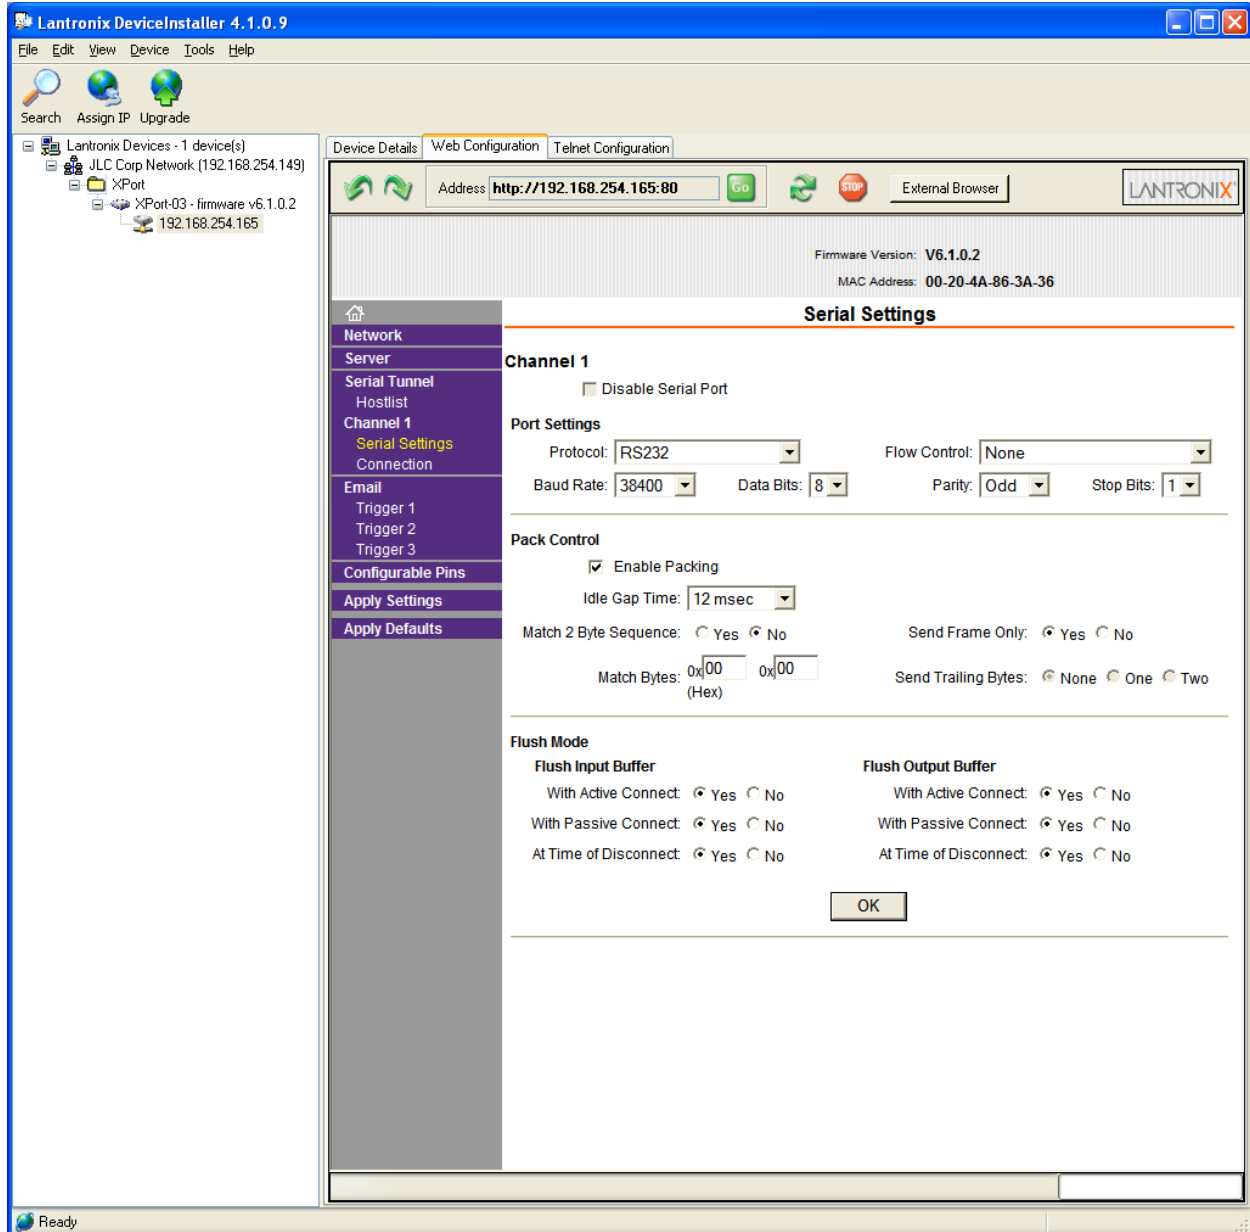 Lantronix DeviceInstaller 4.1.0.9
File Edit View Device Tools Help
Search Assign IP Upgrade
Lantronix Devices - 1 device(s)
JLC Corp Network (192.168.254.149)
XPort
XPort-03 - firmware v6.1.0.2
192.168.254.165
Device Details Web Configuration Telnet Configuration
Address http://192.168.254.165:80 Go STOP External Browser LANTRONIX
Firmware Version: V6.1.0.2
MAC Address: 00-20-4A-86-3A-36
Network
Server
Serial Tunnel
Hostlist
Channel 1
Serial Settings
Connection
Email
Trigger 1
Trigger 2
Trigger 3
Configurable Pins
Apply Settings
Apply Defaults
Serial Settings
Channel 1
Disable Serial Port
Port Settings
Protocol: RS232 Flow Control: None
Baud Rate: 38400 Data Bits: 8 Parity: Odd Stop Bits: 1
Pack Control
Enable Packing
Idle Gap Time: 12 msec
Match 2 Byte Sequence: Yes No Send Frame Only: Yes No
Match Bytes: 0x00 0x00 Send Trailing Bytes: None One Two
(Hex)
Flush Mode
Flush Input Buffer Flush Output Buffer
With Active Connect: Yes No With Active Connect: Yes No
With Passive Connect: Yes No With Passive Connect: Yes No
At Time of Disconnect: Yes No At Time of Disconnect: Yes No
OK
Ready